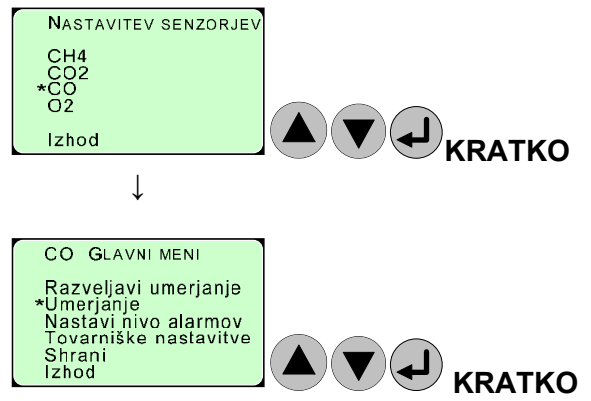 NASTAVITEV SENZORJEV
CH4
CO2
*CO
O2
Izhod
KRATKO
↓
CO GLAVNI MENI
Razveljavi umerjanje
*Umerjanje
Nastavi nivo alarmov
Tovarniške nastavitve
Shrani
Izhod
KRATKO